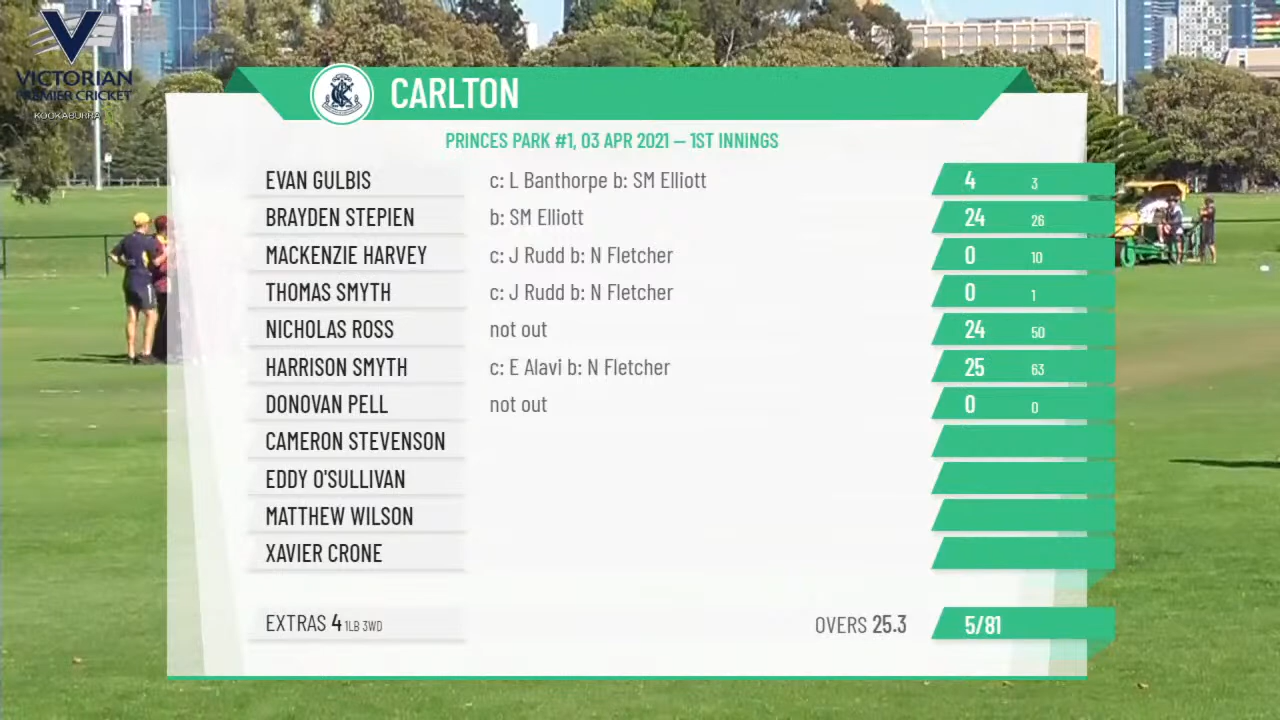 VICTORIAN
PREMIER CRICKET
KOOKABURRA
CARLTON
PRINCES PARK #1, 03 APR 2021 – 1ST INNINGS
EVAN GULBIS c: L Banthorpe b: SM Elliott 4 3
BRAYDEN STEPIEN b: SM Elliott 24 26
MACKENZIE HARVEY c: J Rudd b: N Fletcher 0 10
THOMAS SMYTH c: J Rudd b: N Fletcher 0 1
NICHOLAS ROSS not out 24 50
HARRISON SMYTH c: E Alavi b: N Fletcher 25 63
DONOVAN PELL not out 0 0
CAMERON STEVENSON
EDDY O'SULLIVAN
MATTHEW WILSON
XAVIER CRONE
EXTRAS 4 1LB 3WD OVERS 25.3 5/81